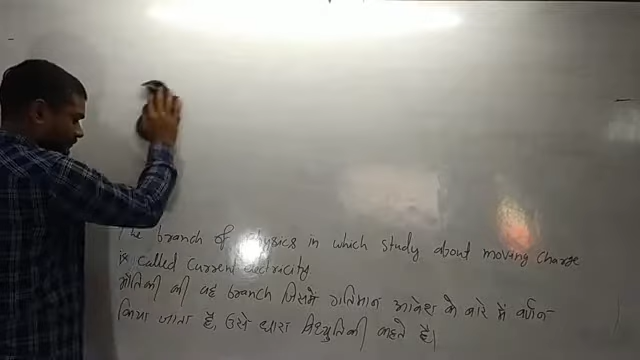 The branch of physics in which study about moving charge
is called current electricity
भौतिकी की वह branch जिसमें गतिमान आवेश के बारे में वर्णन
किया जाता है, उसे धारा विध्युतिकी कहते है।